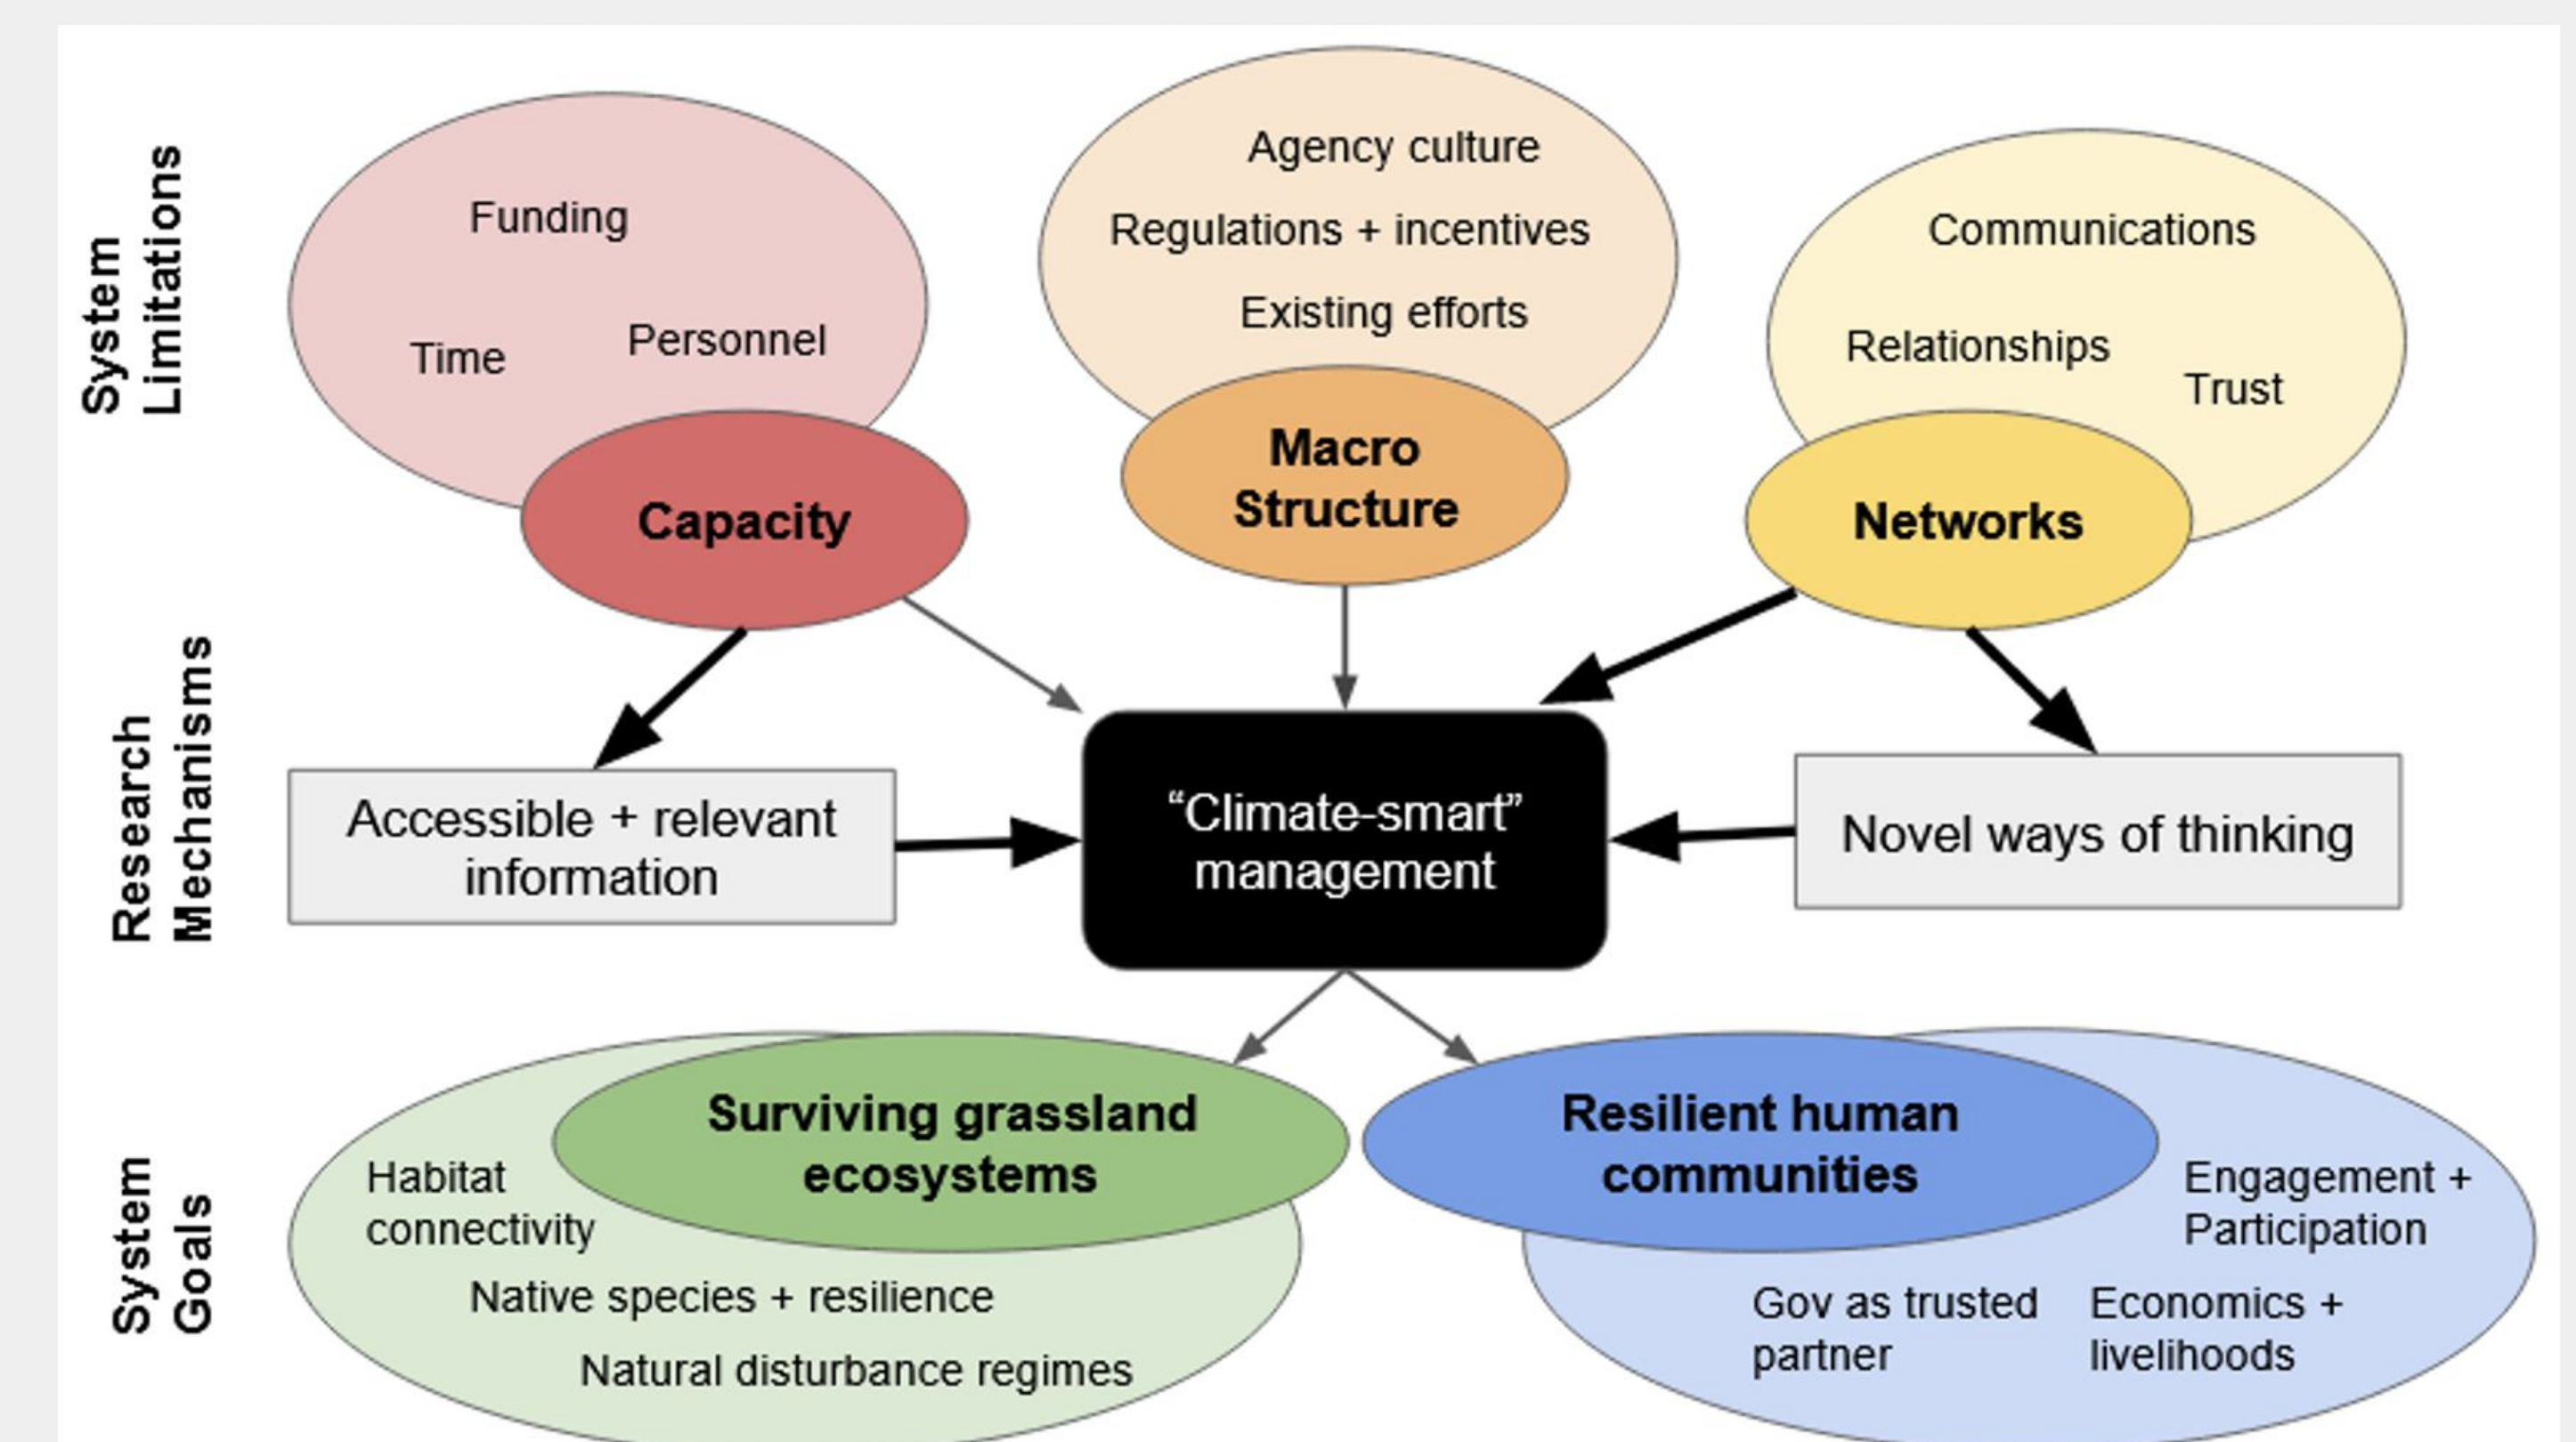 System
Limitations
Funding
Time
Personnel
Capacity
Agency culture
Regulations + incentives
Existing efforts
Macro
Structure
Communications
Relationships
Trust
Networks
Research
Mechanisms
Accessible + relevant
information
“Climate-smart”
management
Novel ways of thinking
System
Goals
Surviving grassland
ecosystems
Habitat
connectivity
Native species + resilience
Natural disturbance regimes
Resilient human
communities
Engagement +
Participation
Gov as trusted
partner
Economics +
livelihoods